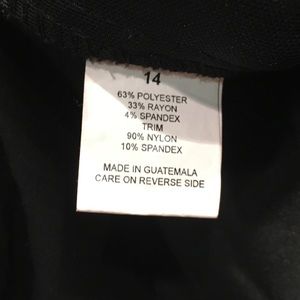 14
63% POLYESTER
33% RAYON
4% SPANDEX
TRIM
90% NYLON
10% SPANDEX
MADE IN GUATEMALA
CARE ON REVERSE SIDE